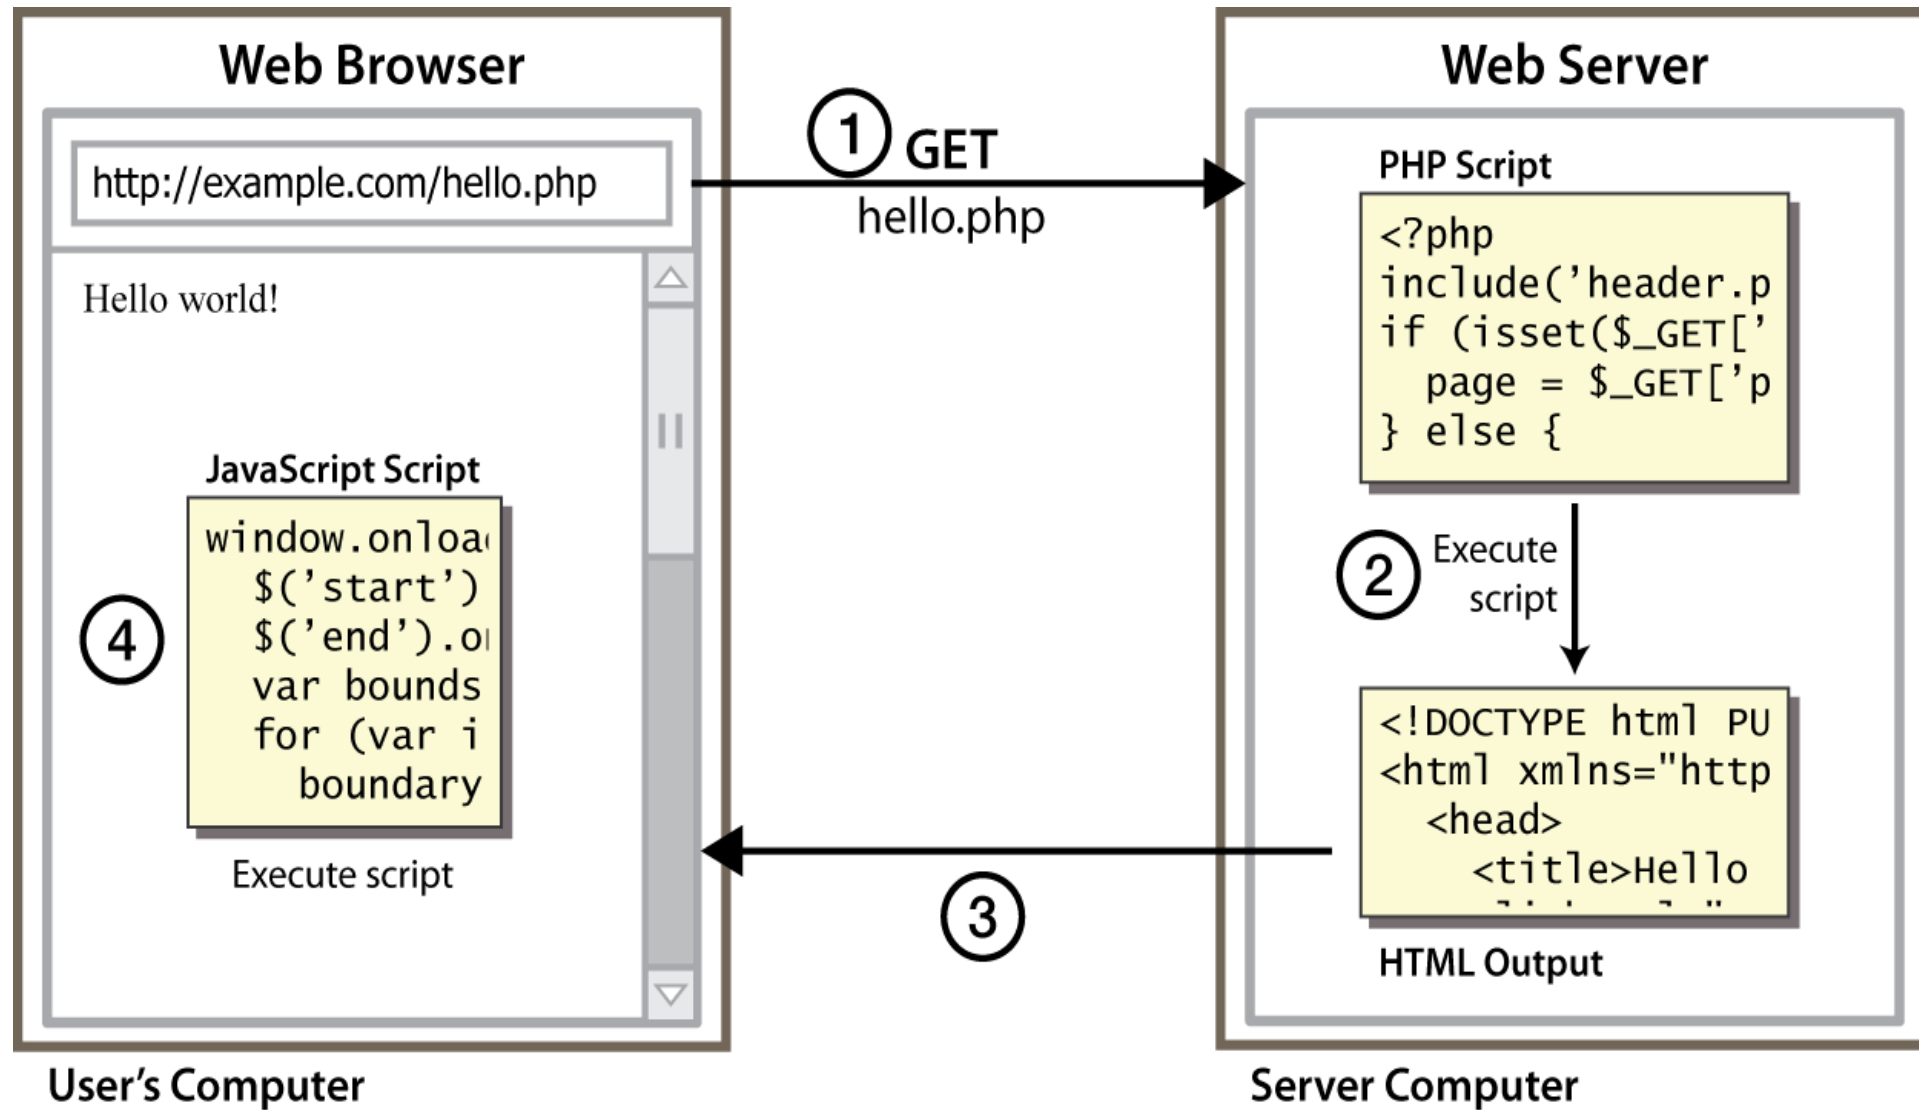 Web Browser
http://example.com/hello.php
Hello world!
JavaScript Script
window.onload
$('start')
$('end').on
var bounds
for (var i
boundary
4
Execute script
User's Computer
1 GET
hello.php
3
Web Server
PHP Script
<?php
include('header.p
if (isset($_GET['
page = $_GET['p
} else {
2
Execute
script
<!DOCTYPE html PU
<html xmlns="http
<head>
<title>Hello
HTML Output
Server Computer